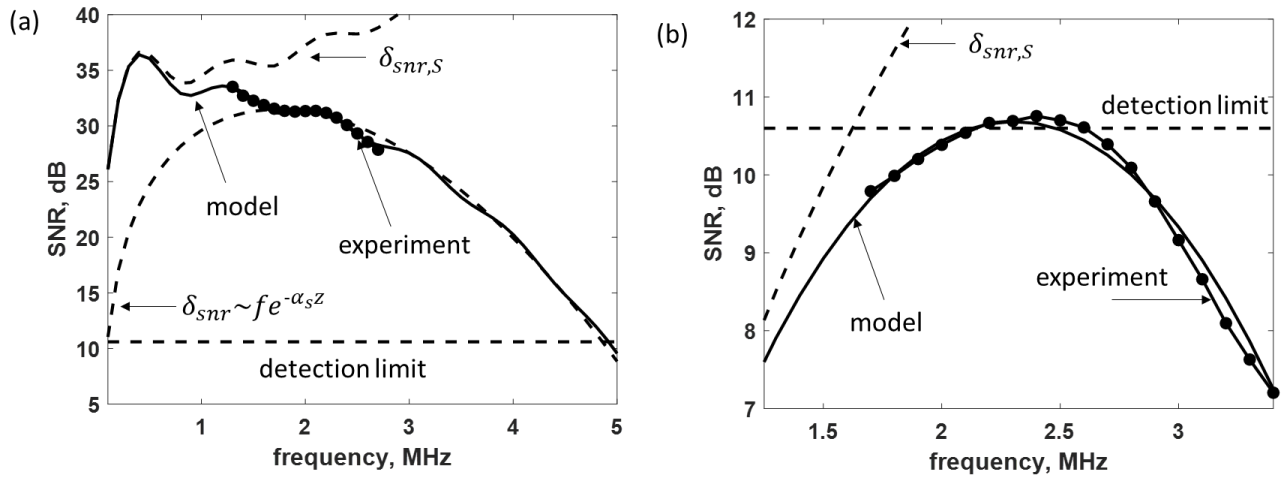 (a)
40
35
30
25
20
15
10
5
SNR, dB
δsnr,S
model
experiment
δsnr~fe^-αsz
detection limit
1
2
3
4
5
frequency, MHz
(b)
12
11
10
9
8
7
SNR, dB
δsnr,S
detection limit
model
experiment
1.5
2
2.5
3
frequency, MHz